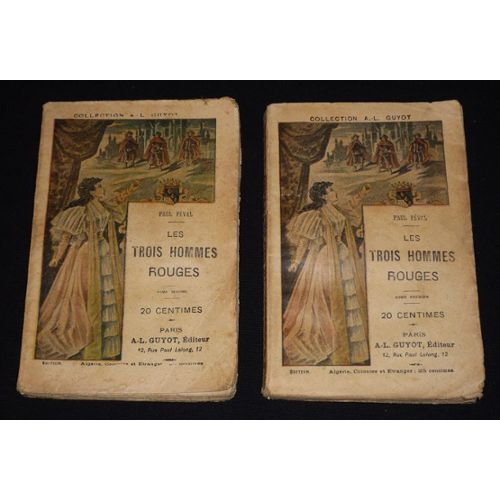 COLLECTION A.-L. GUYOT
PAUL FÉVAL
LES
TROIS HOMMES
ROUGES
TOME SECOND
20 CENTIMES
PARIS
A.-L. GUYOT, Éditeur
12, Rue Paul Lelong, 12
Algérie, Colonies et Etranger : 25 centimes
COLLECTION A.-L. GUYOT
PAUL FÉVAL
LES
TROIS HOMMES
ROUGES
TOME PREMIER
20 CENTIMES
PARIS
A.-L. GUYOT, Éditeur
12, Rue Paul Lelong, 12
Algérie, Colonies et Etranger : 25 centimes